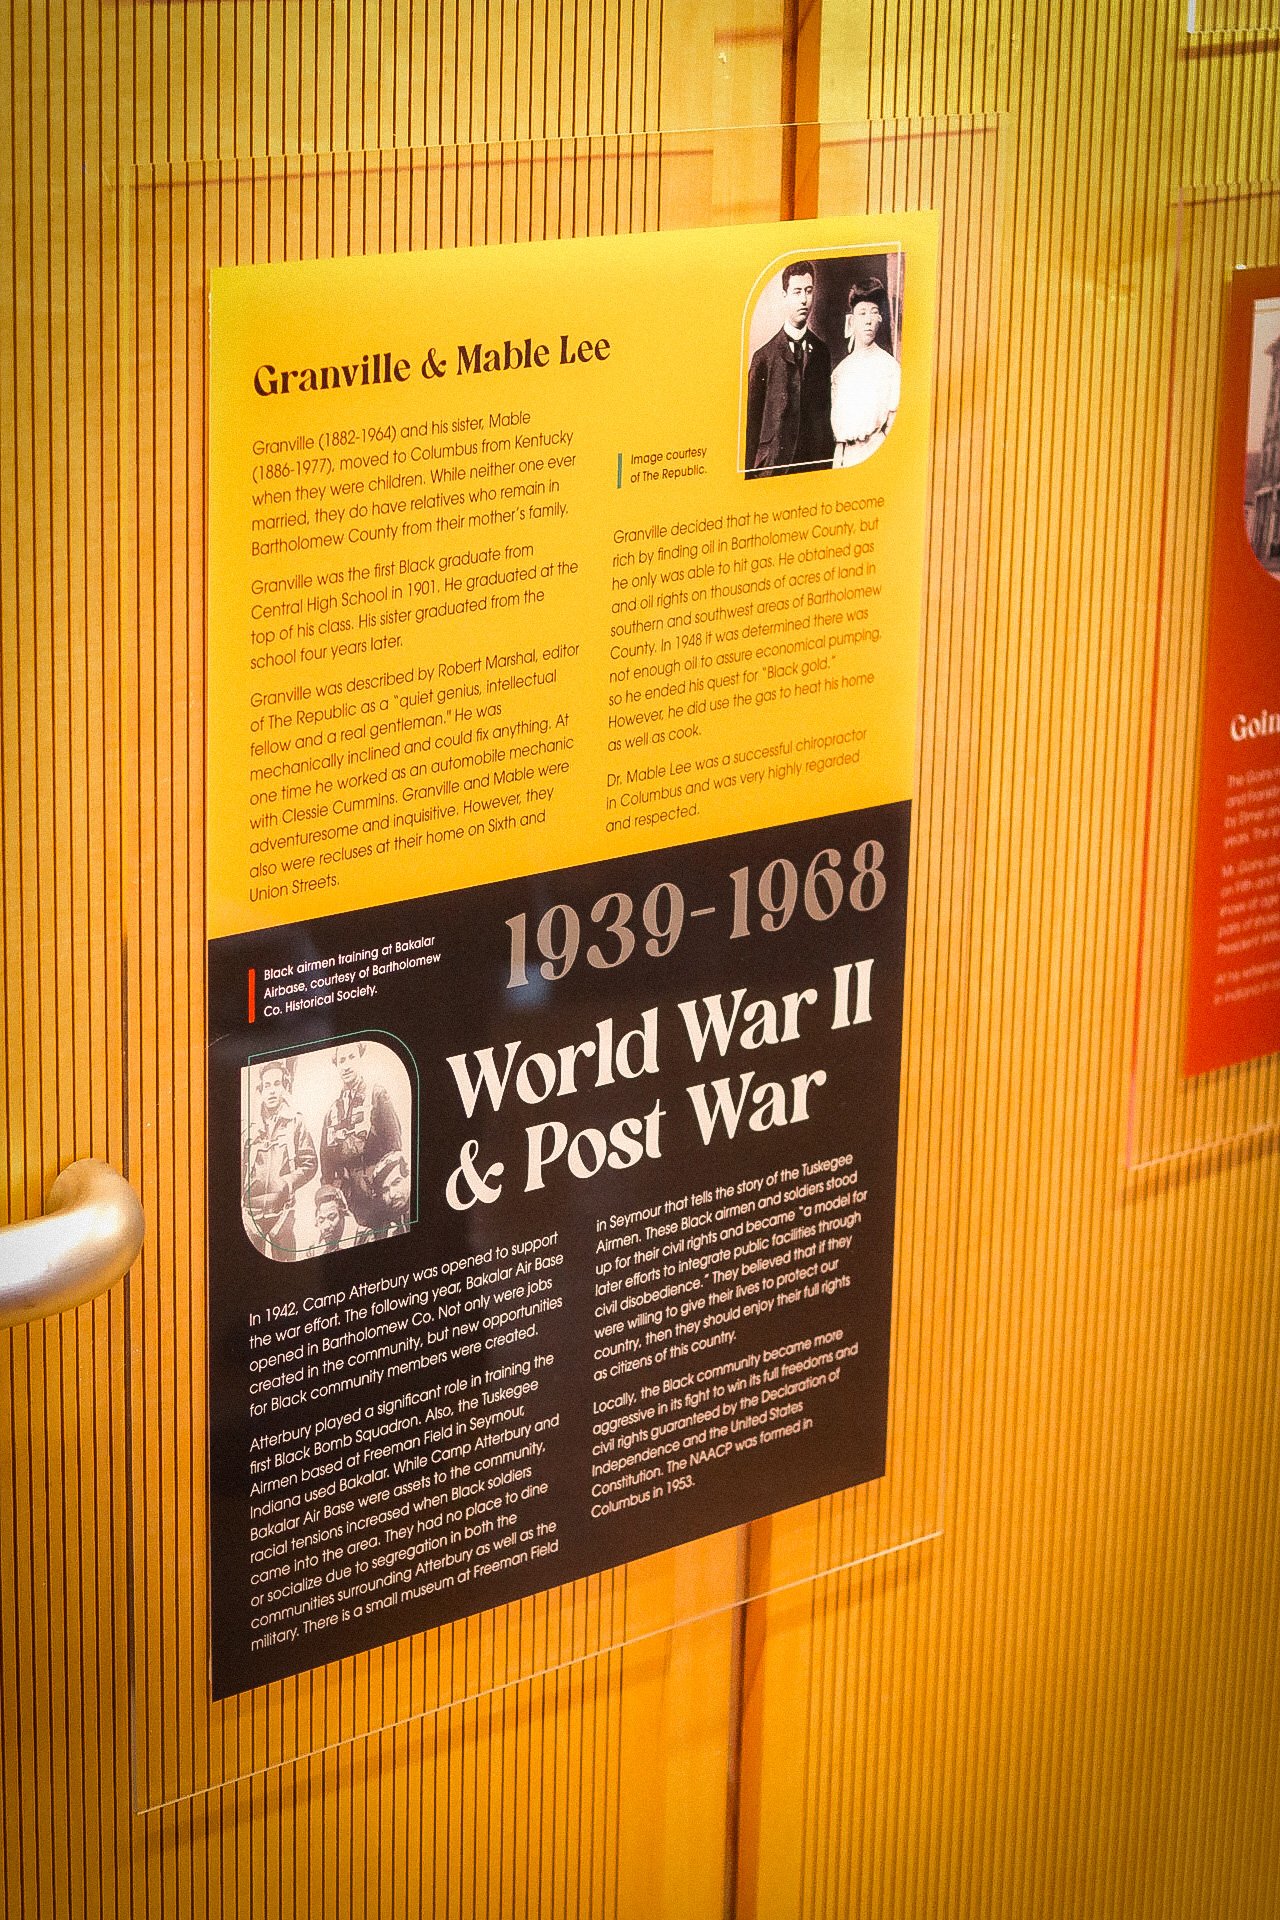 Granville & Mable Lee
Granville (1882-1964) and his sister, Mable
(1886-1977), moved to Columbus from Kentucky
when they were children. While neither one ever
married, they do have relatives who remain in
Bartholomew County from their mother's family.
Granville was the first Black graduate from
Central High School in 1901. He graduated at the
top of his class. His sister graduated from the
school four years later.
Granville was described by Robert Marshal, editor
of The Republic as a "quiet genius, intellectual
fellow and a real gentleman." He was
mechanically inclined and could fix anything. At
one time he worked as an automobile mechanic
with Clessie Cummins. Granville and Mable were
adventuresome and inquisitive. However, they
also were recluses at their home on Sixth and
Union Streets.
Image courtesy
of The Republic.
Granville decided that he wanted to become
rich by finding oil in Bartholomew County, but
he only was able to hit gas. He obtained gas
and oil rights on thousands of acres of land in
southern and southwest areas of Bartholomew
County. In 1948 it was determined there was
not enough oil to assure economical pumping,
so he ended his quest for "Black gold."
However, he did use the gas to heat his home
as well as cook.
Dr. Mable Lee was a successful chiropractor
in Columbus and was very highly regarded
and respected.
Black airmen training at Bakalar
Airbase, courtesy of Bartholomew
Co. Historical Society.
1939-1968
World War II
& Post War
In 1942, Camp Atterbury was opened to support
the war effort. The following year, Bakalar Air Base
opened in Bartholomew Co. Not only were jobs
created in the community, but new opportunities
for Black community members were created.
Atterbury played a significant role in training the
first Black Bomb Squadron. Also, the Tuskegee
Airmen based at Freeman Field in Seymour,
Indiana used Bakalar. While Camp Atterbury and
Bakalar Air Base were assets to the community,
racial tensions increased when Black soldiers
came into the area. They had no place to dine
or socialize due to segregation in both the
communities surrounding Atterbury as well as the
military. There is a small museum at Freeman Field
in Seymour that tells the story of the Tuskegee
Airmen. These Black airmen and soldiers stood
up for their civil rights and became "a model for
later efforts to integrate public facilities through
civil disobedience." They believed that if they
were willing to give their lives to protect our
country, then they should enjoy their full rights
as citizens of this country.
Locally, the Black community became more
aggressive in its fight to win its full freedoms and
civil rights guaranteed by the Declaration of
Independence and the United States
Constitution. The NAACP was formed in
Columbus in 1953.